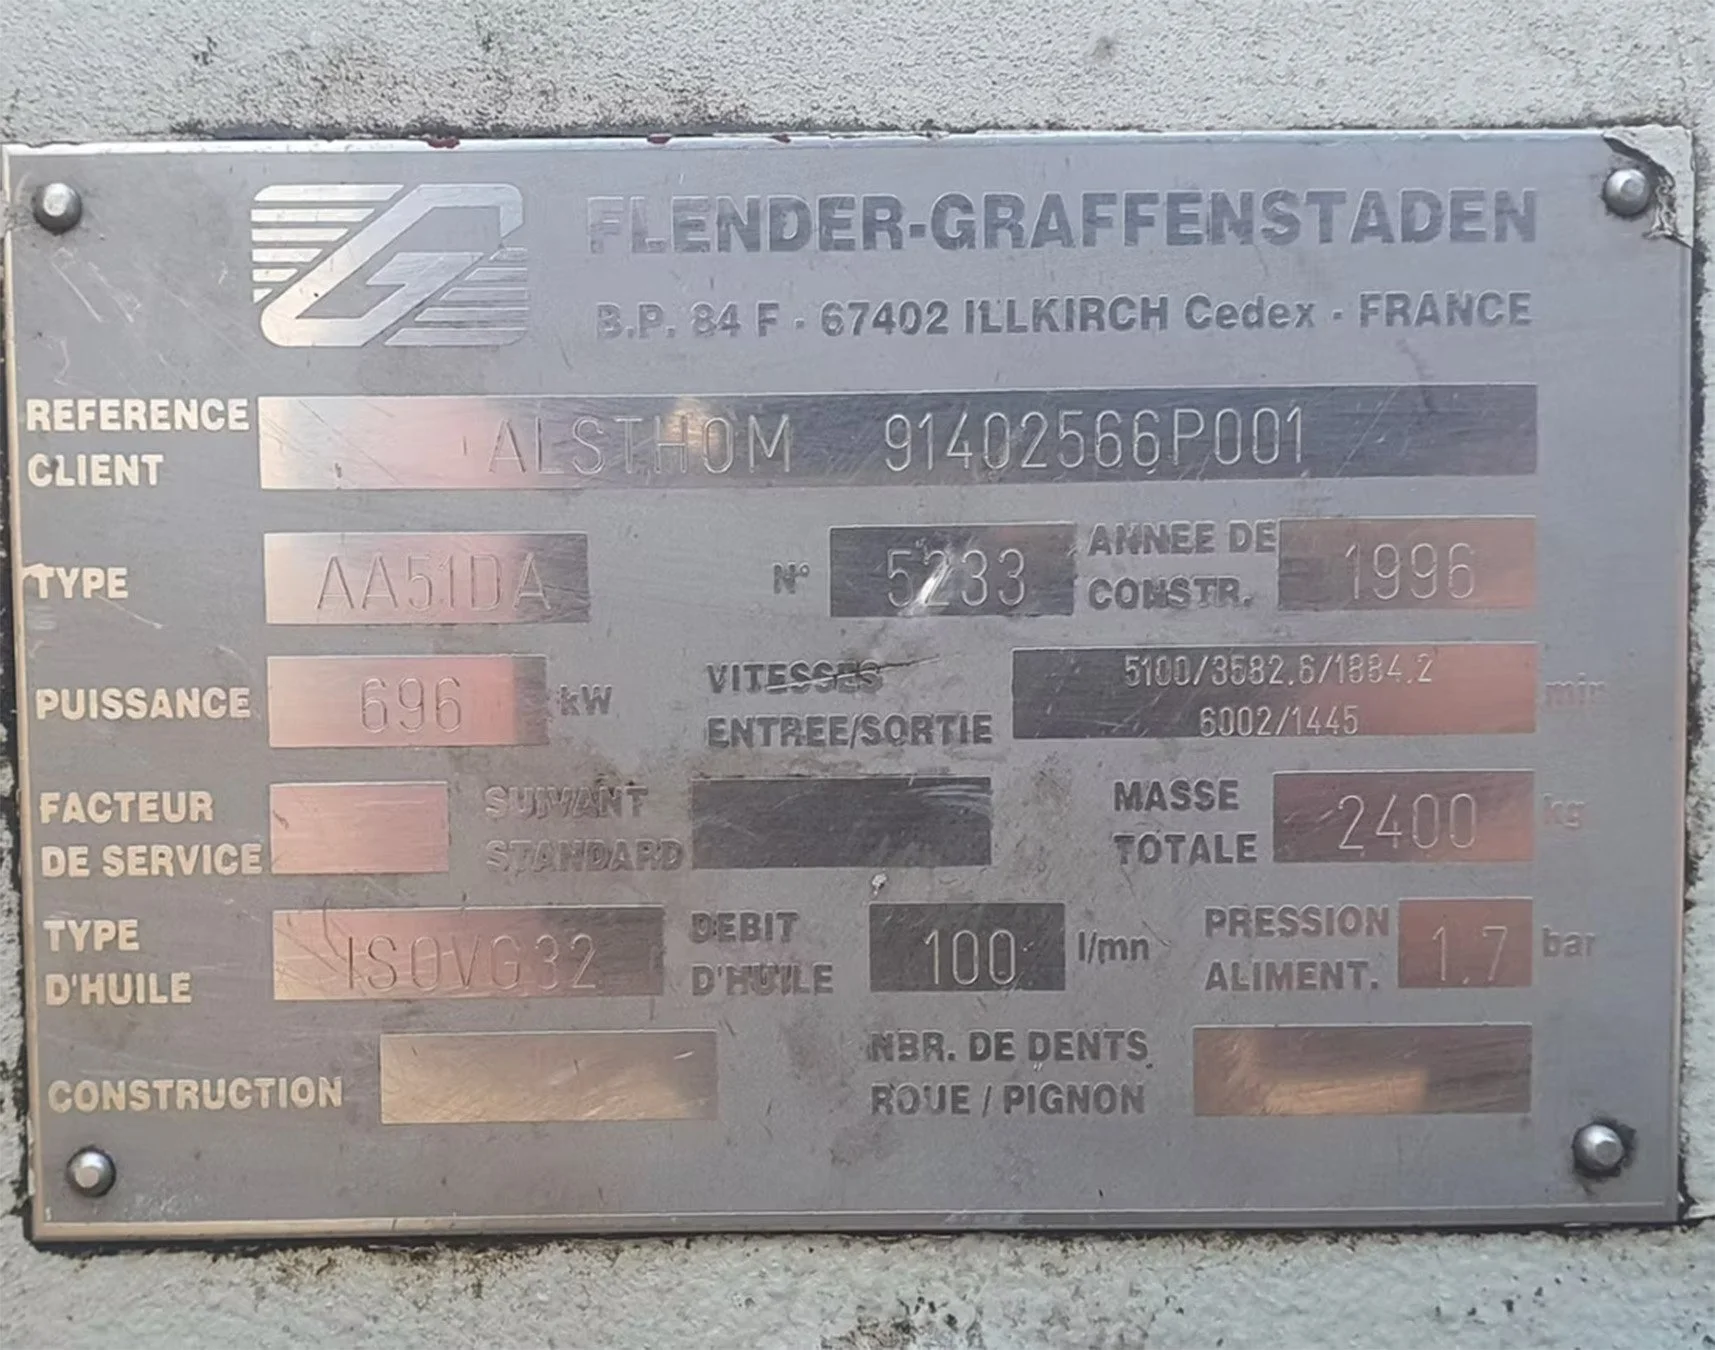 FLENDER-GRAFFENSTADEN
B.P. 84 F - 67402 ILLKIRCH Cedex - FRANCE
REFERENCE CLIENT ALSTHOM 91402566P001
TYPE AA51DA N° 5233 ANNEE DE CONSTR. 1996
PUISSANCE 696 kW VITESSES ENTREE/SORTIE 5100/3582.6/1884.2
6002/1445
FACTEUR DE SERVICE SUIVANT STANDARD MASSE TOTALE 2400 kg
TYPE D'HUILE ISOVG32 DEBIT D'HUILE 100 l/mn PRESSION ALIMENT. 1.7 bar
CONSTRUCTION NBR. DE DENTS ROUE / PIGNON